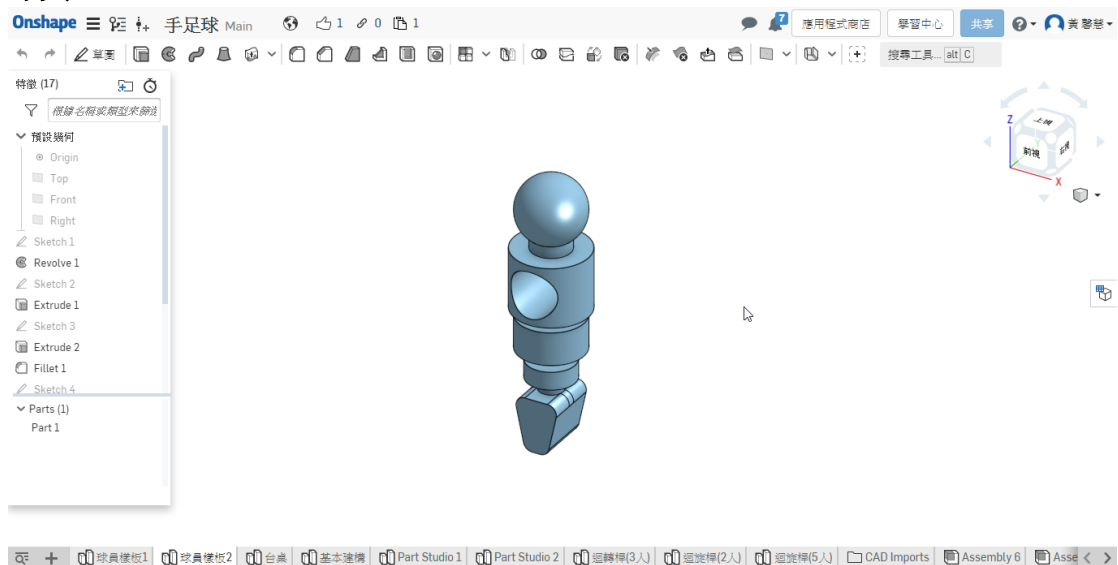 Onshape 手足球 Main 1 0 1 7 應用程式商店 學習中心 共享 黃馨慧
草圖 搜尋工具... alt C
特徵 (17)
根據名稱或類型來篩選
預設幾何
Origin
Top
Front
Right
Sketch 1
Revolve 1
Sketch 2
Extrude 1
Sketch 3
Extrude 2
Fillet 1
Sketch 4
Parts (1)
Part 1
Z 上視
前視 右視
X
球員樣板1 球員樣板2 台桌 基本建構 Part Studio 1 Part Studio 2 迴轉桿(3人) 迴旋桿(2人) 迴旋桿(5人) CAD Imports Assembly 6 Asse